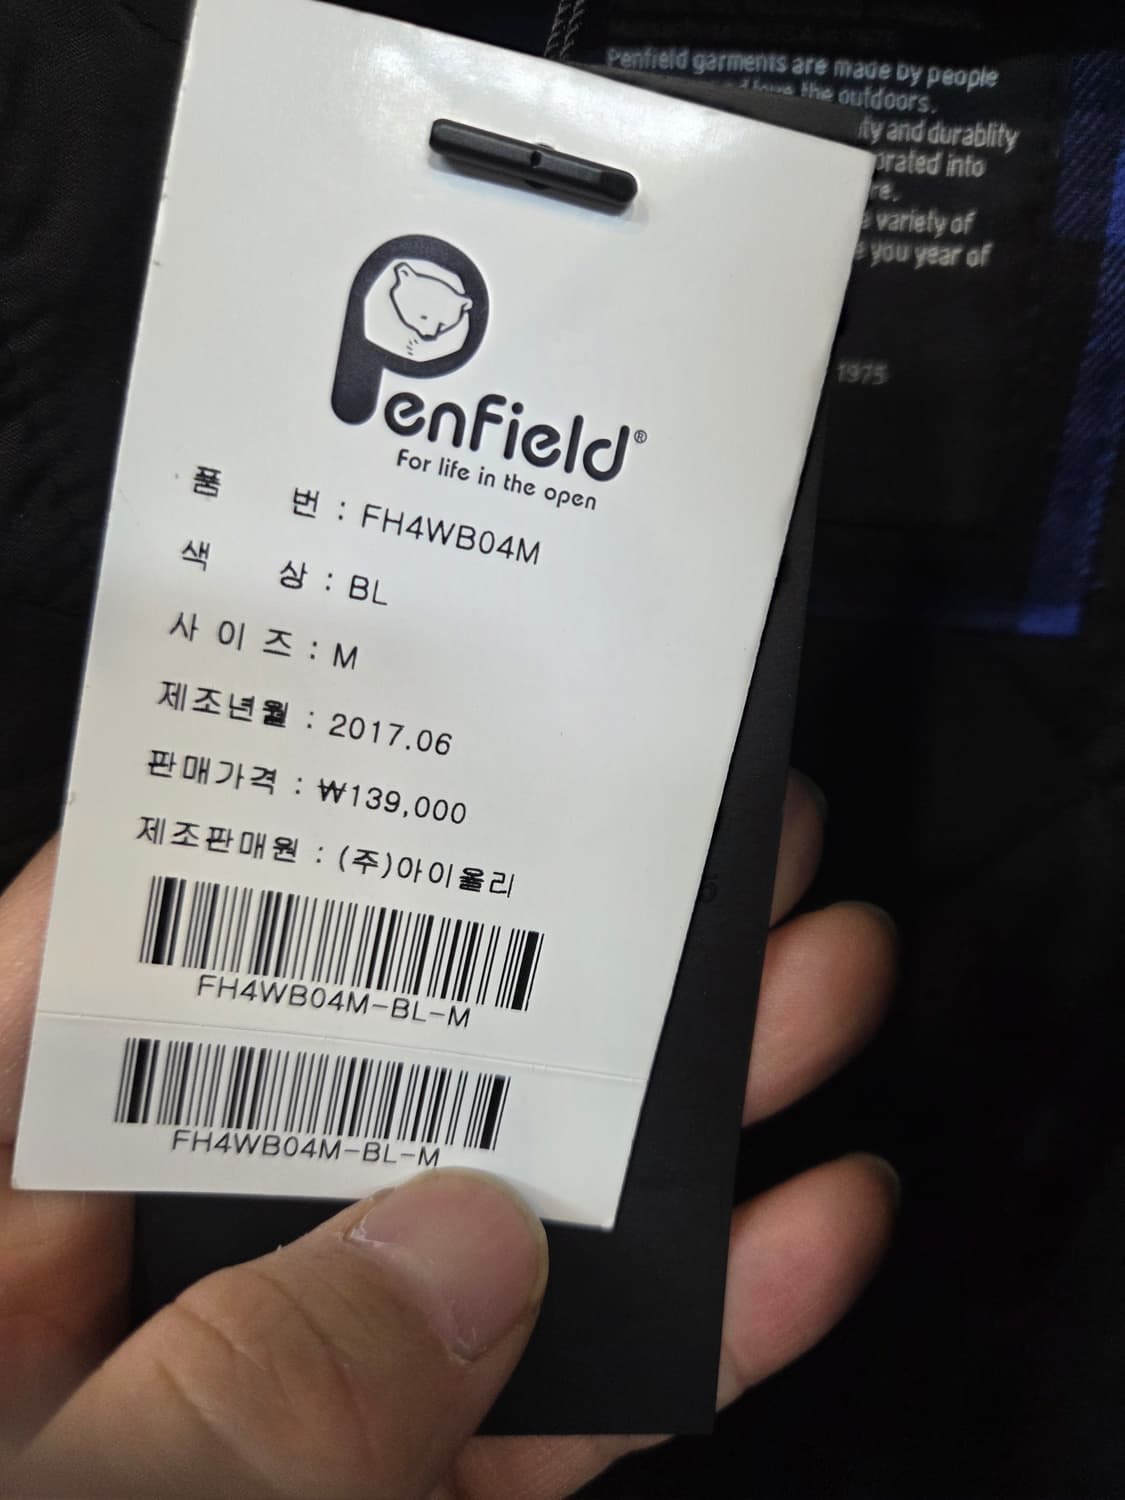 Penfield garments are made by people
love the outdoors.
and durablity
into
variety of
you year of
1975
Penfield®
For life in the open
품 번 : FH4WB04M
색 상 : BL
사 이 즈 : M
제조년월 : 2017.06
판매가격 : ₩139,000
제조판매원 : (주)아이올리
FH4WB04M-BL-M
FH4WB04M-BL-M